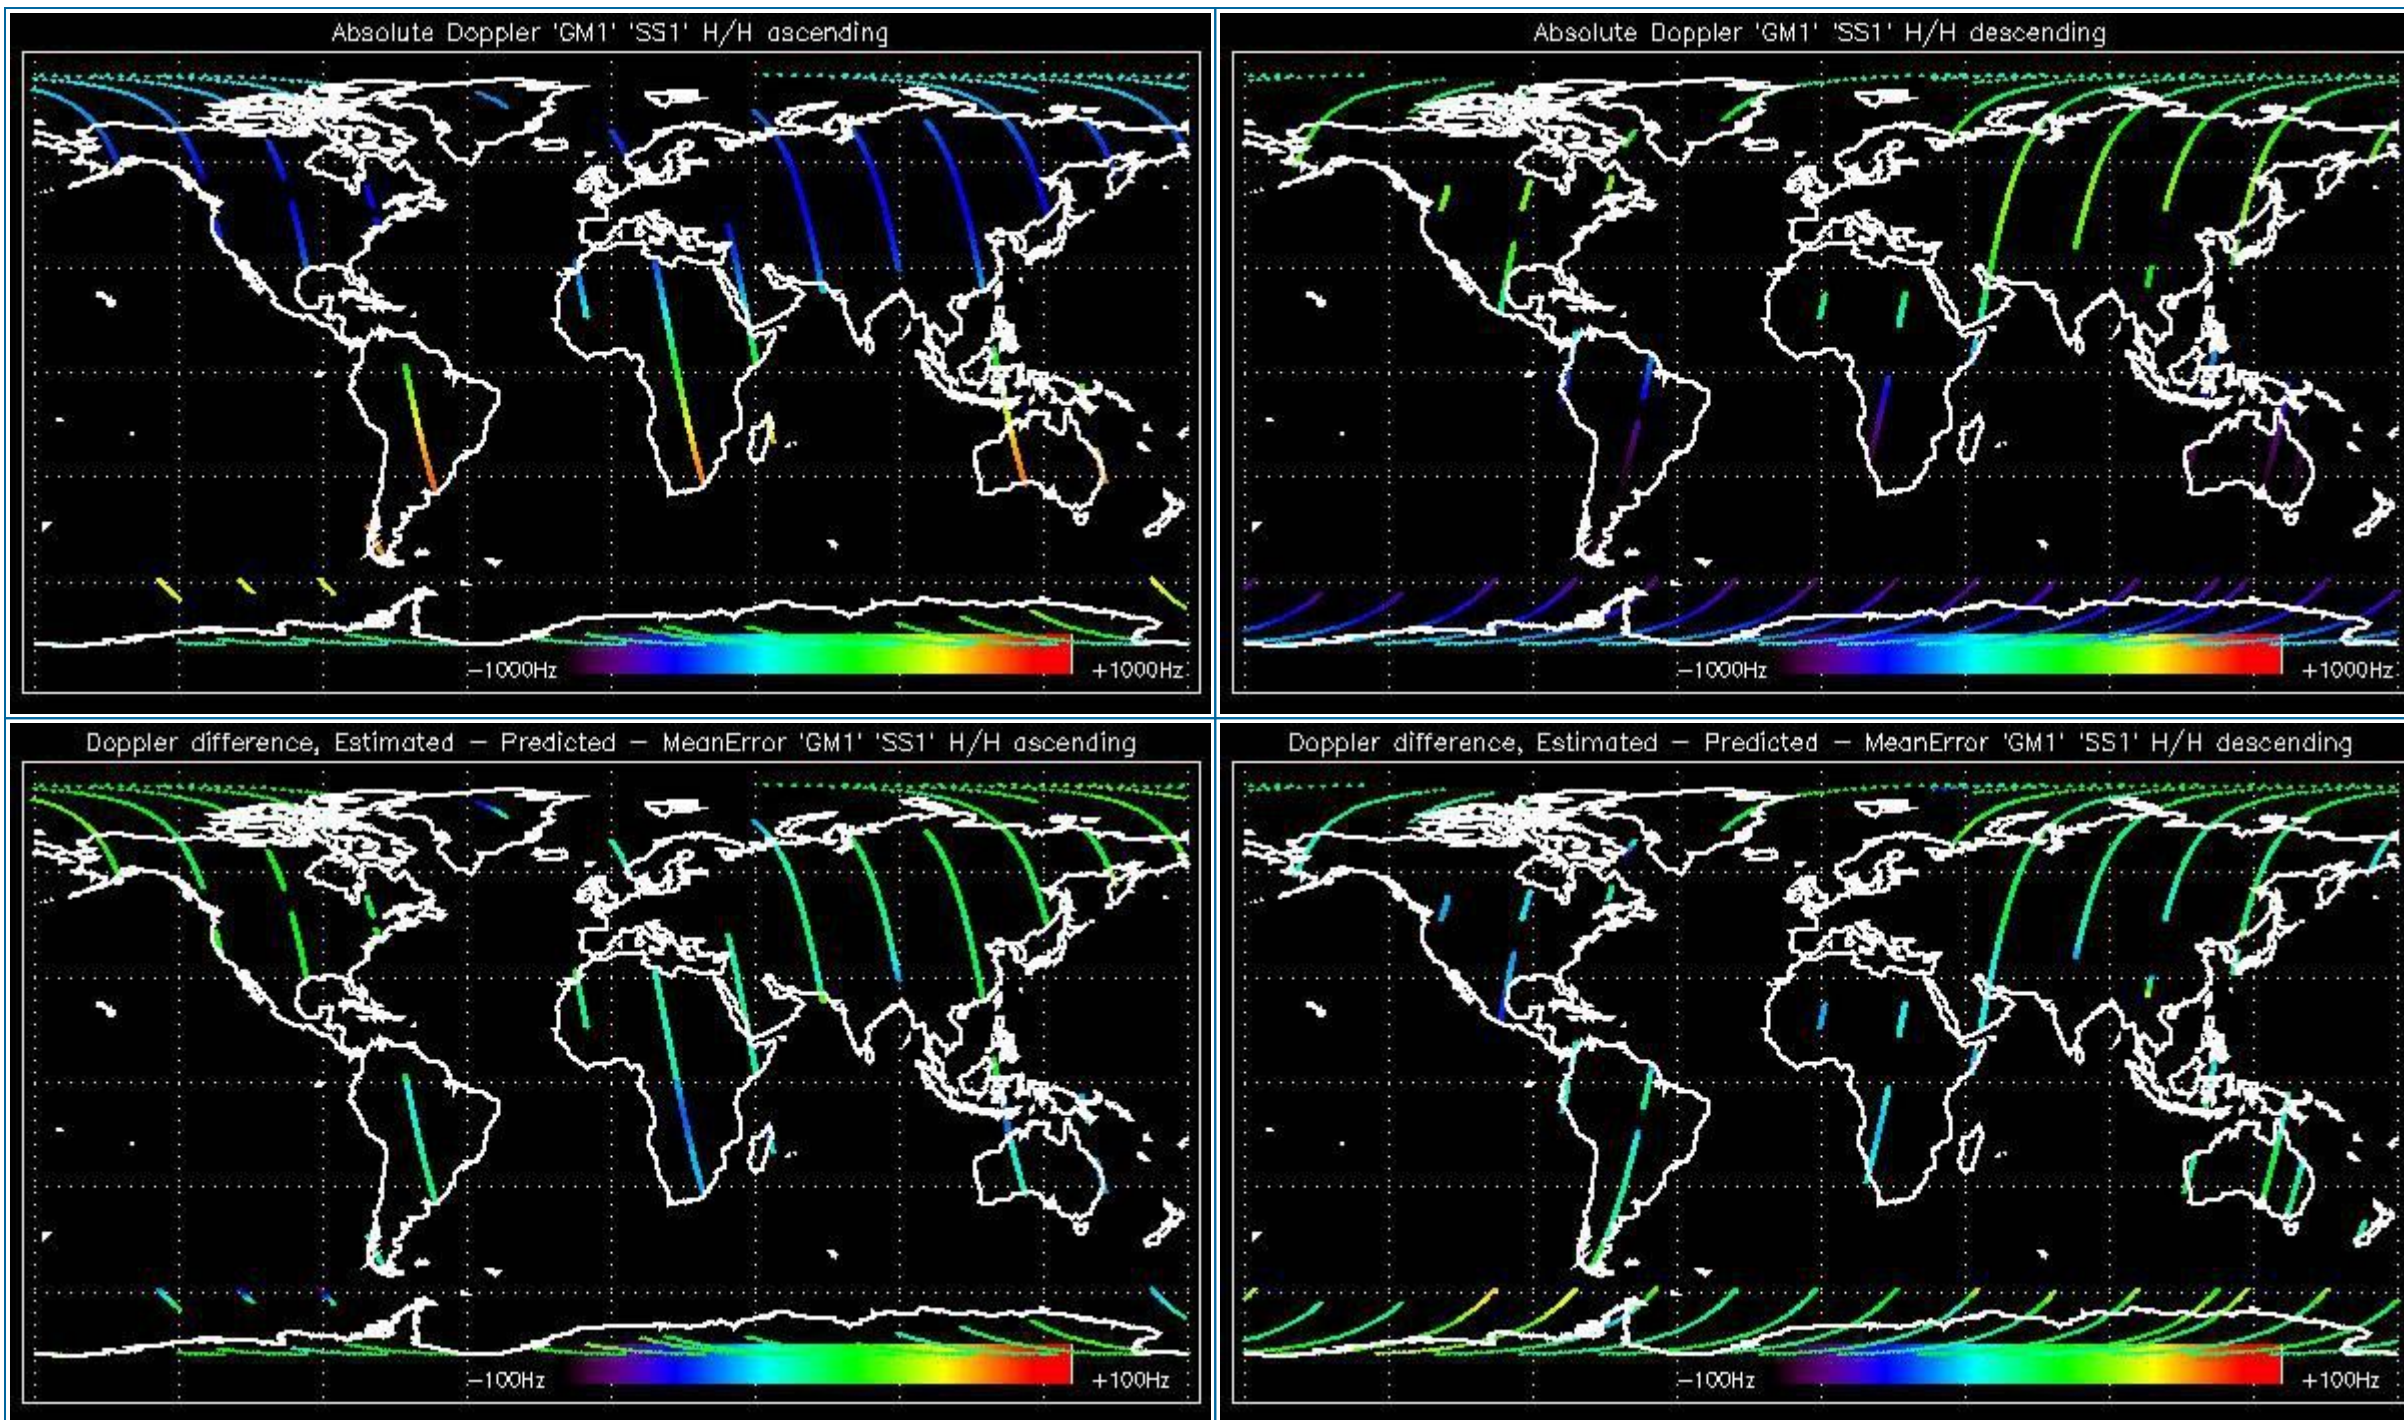 Absolute Doppler 'GM1' 'SS1' H/H ascending
-1000Hz
+1000Hz
Absolute Doppler 'GM1' 'SS1' H/H descending
-1000Hz
+1000Hz
Doppler difference, Estimated - Predicted - MeanError 'GM1' 'SS1' H/H ascending
-100Hz
+100Hz
Doppler difference, Estimated - Predicted - MeanError 'GM1' 'SS1' H/H descending
-100Hz
+100Hz